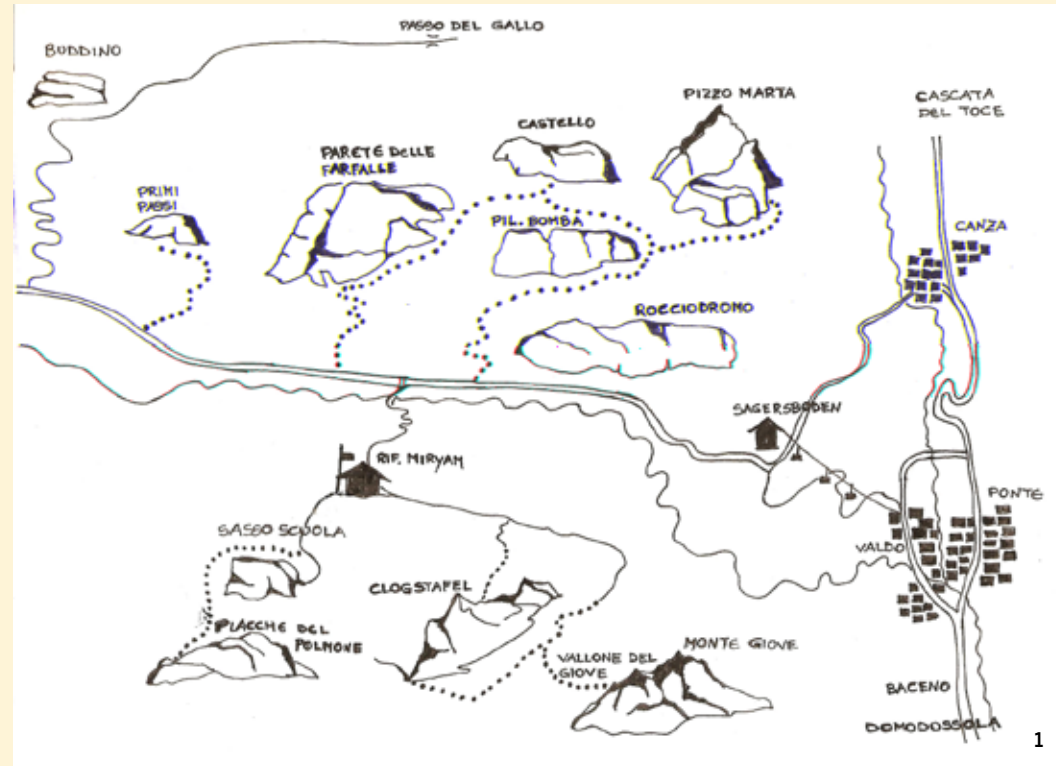 PASSO DEL GALLO
BUDDINO
PIZZO MARTA
CASCATA
DEL TOCE
CASTELLO
PARETE DELLE
FARFALLE
PRIMI
PASSI
PIL. BOMBA
CANZA
ROCCIODROMO
SAGERSBODEN
RIF. MIRYAM
PONTE
SASSO SCUOLA
VALDO
CLOGSTAFEL
PLACCHE DEL
POLMONE
VALLONE DEL
GIOVE
MONTE GIOVE
BACENO
DOMODOSSOLA
1